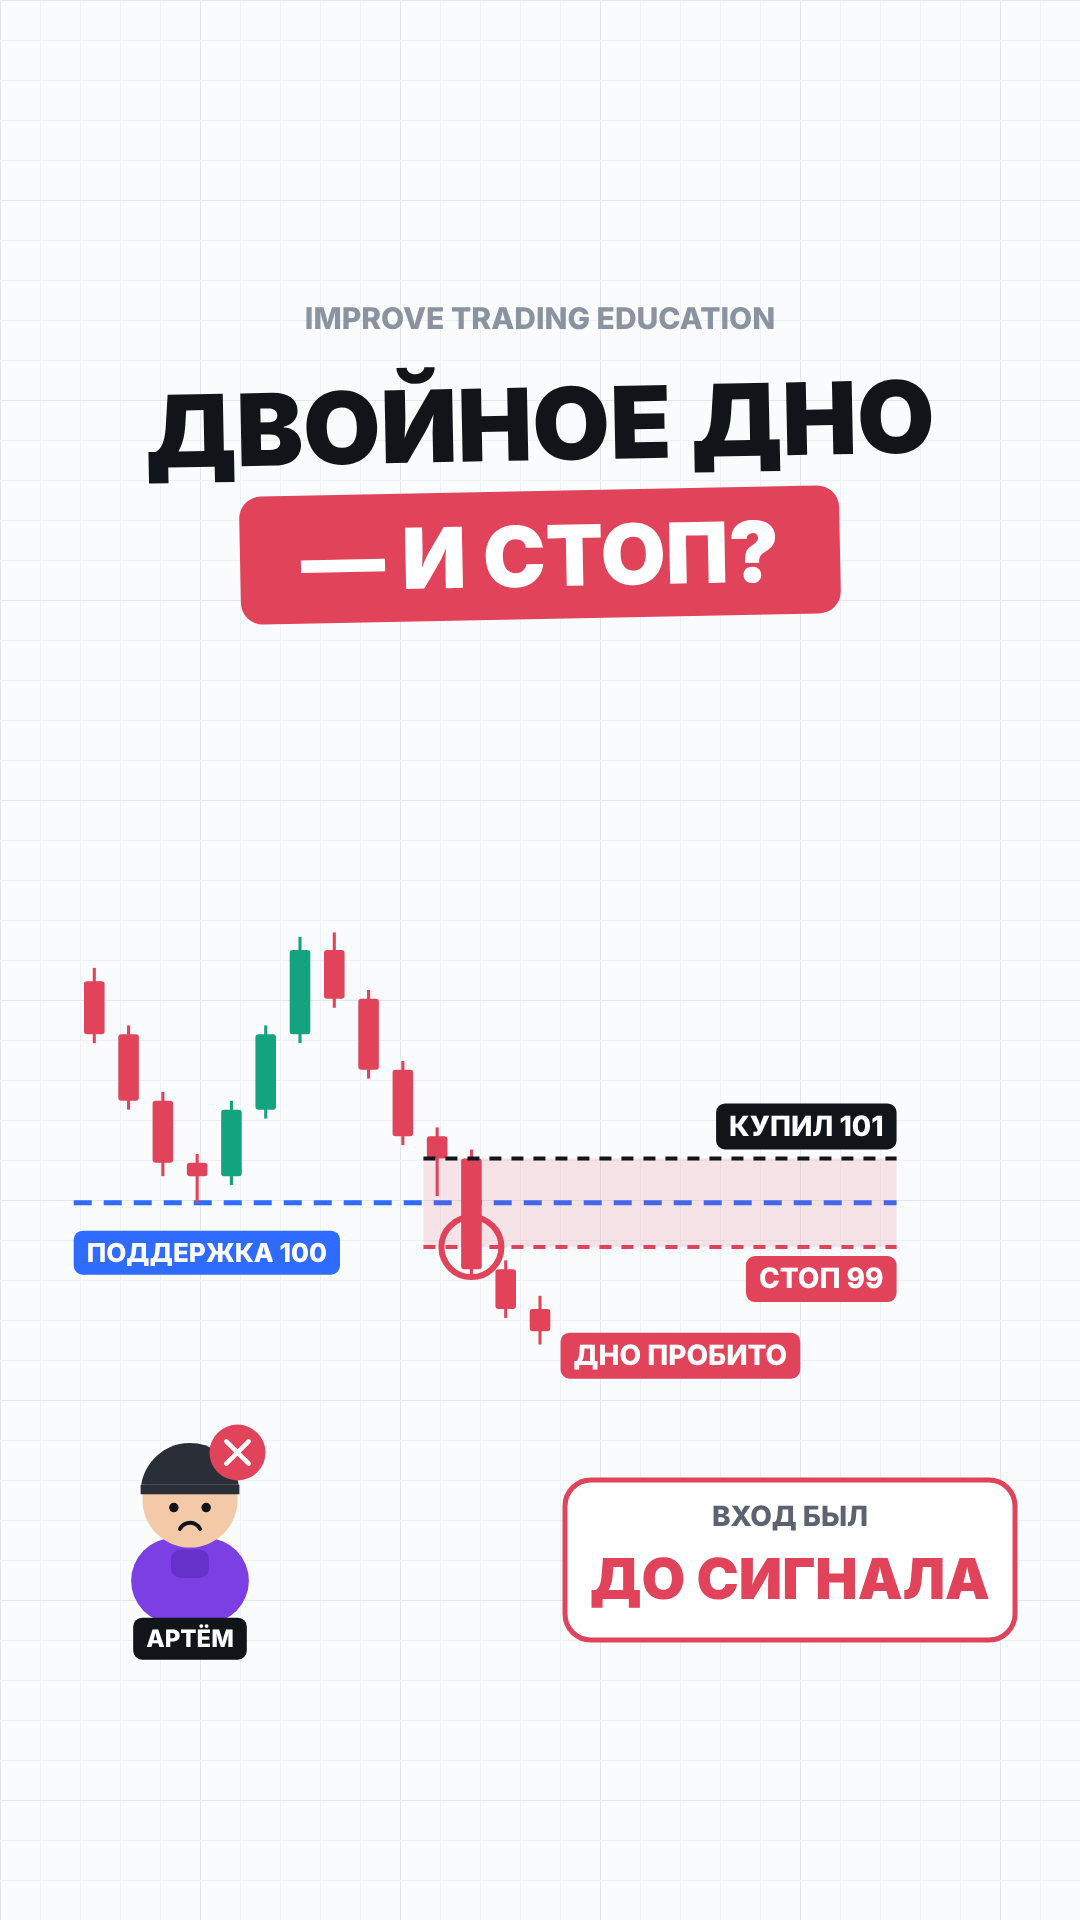 IMPROVE TRADING EDUCATION
ДВОЙНОЕ ДНО
— И СТОП?
КУПИЛ 101
ПОДДЕРЖКА 100
СТОП 99
ДНО ПРОБИТО
ВХОД БЫЛ
ДО СИГНАЛА
АРТЁМ